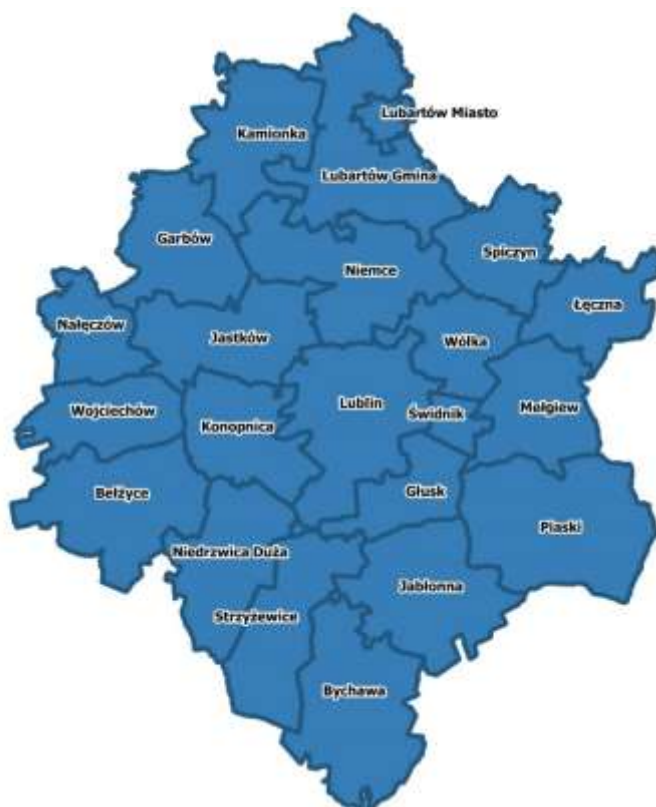 Lubartów Miasto
Kamionka
Lubartów Gmina
Garbów
Spiczyn
Niemce
Łęczna
Nałęczów
Jastków
Wólka
Lublin
Mełgiew
Wojciechów
Świdnik
Konopnica
Głusk
Bełżyce
Piaski
Niedrzwica Duża
Jabłonna
Strzyżewice
Bychawa